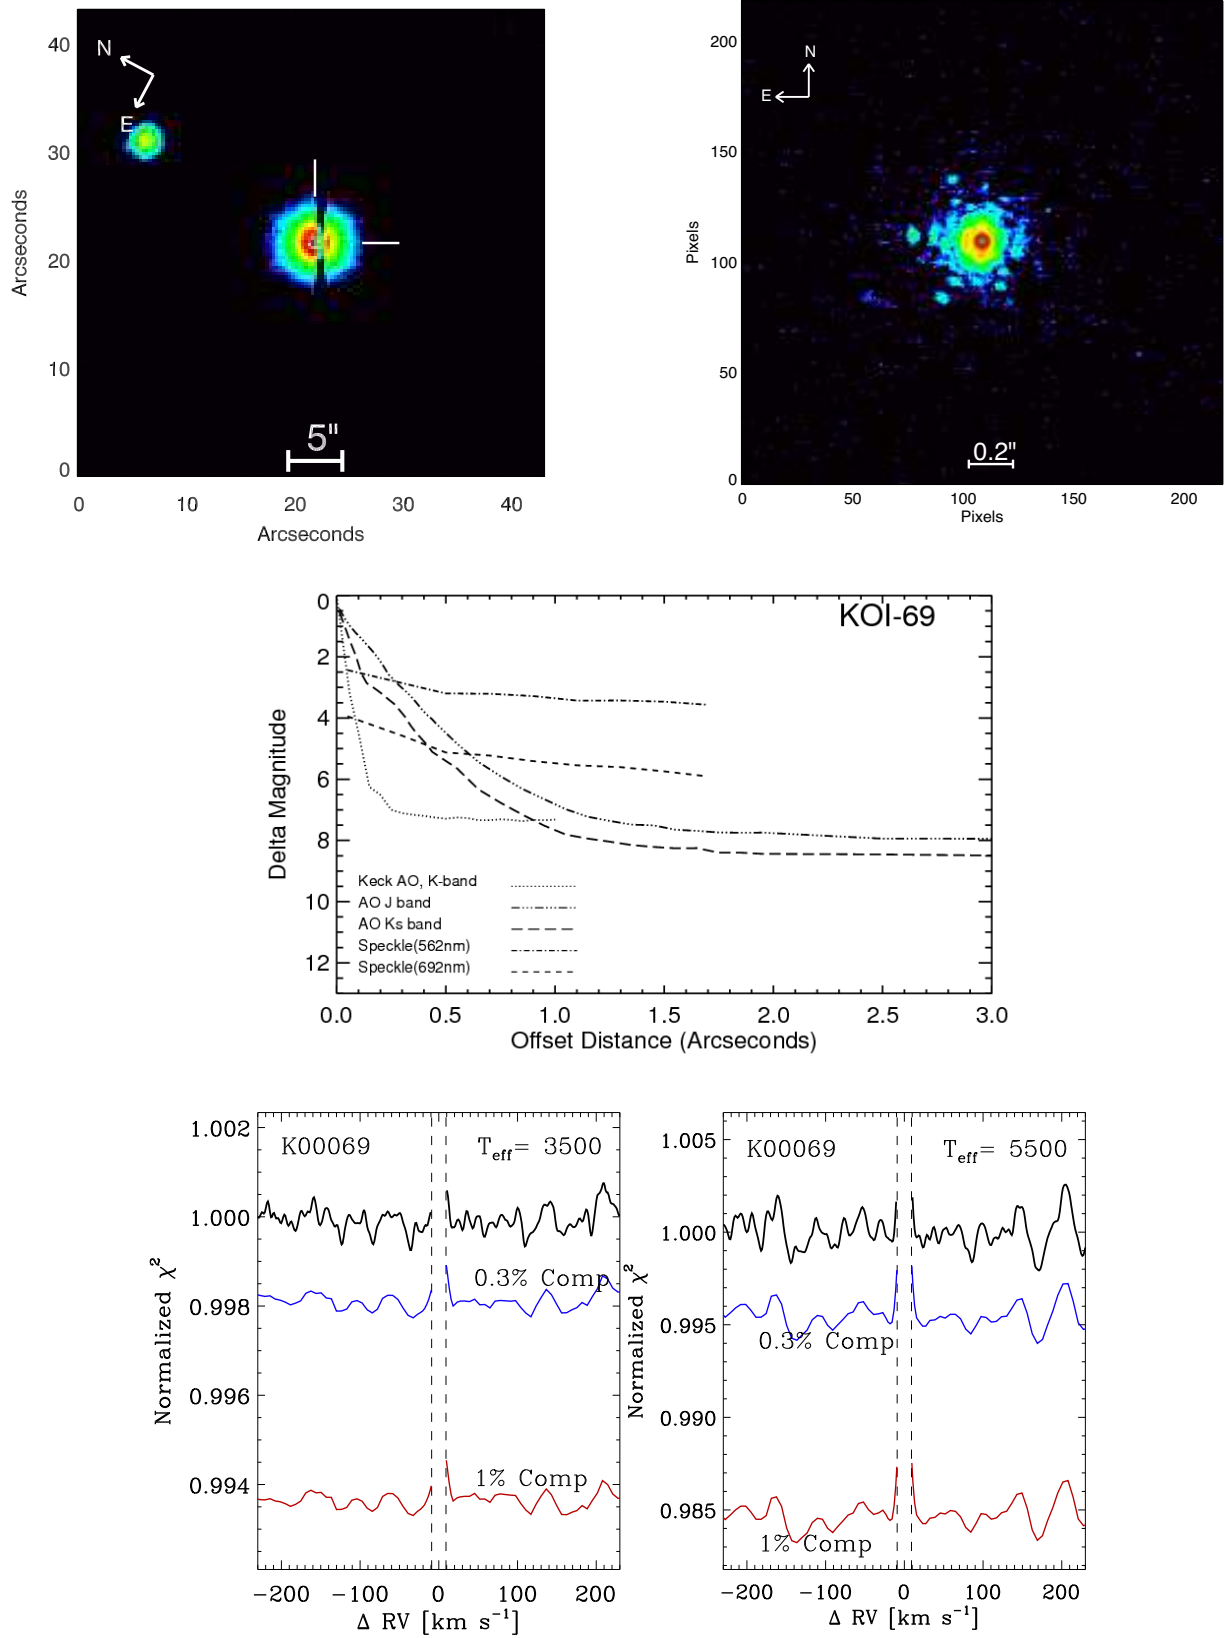 40
30
20
10
0
Arcseconds
N
E
5"
0 10 20 30 40
Arcseconds
200
150
100
50
0
Pixels
N
E
0.2"
0 50 100 150 200
Pixels
KOI-69
0
2
4
6
8
10
12
Delta Magnitude
Keck AO, K-band
AO J band
AO Ks band
Speckle(562nm)
Speckle(692nm)
0.0 0.5 1.0 1.5 2.0 2.5 3.0
Offset Distance (Arcseconds)
K00069 Teff= 3500
1.002
1.000
0.998
0.996
0.994
Normalized χ²
0.3% Comp
1% Comp
−200 −100 0 100 200
Δ RV [km s⁻¹]
K00069 Teff= 5500
1.005
1.000
0.995
0.990
0.985
Normalized χ²
0.3% Comp
1% Comp
−200 −100 0 100 200
Δ RV [km s⁻¹]